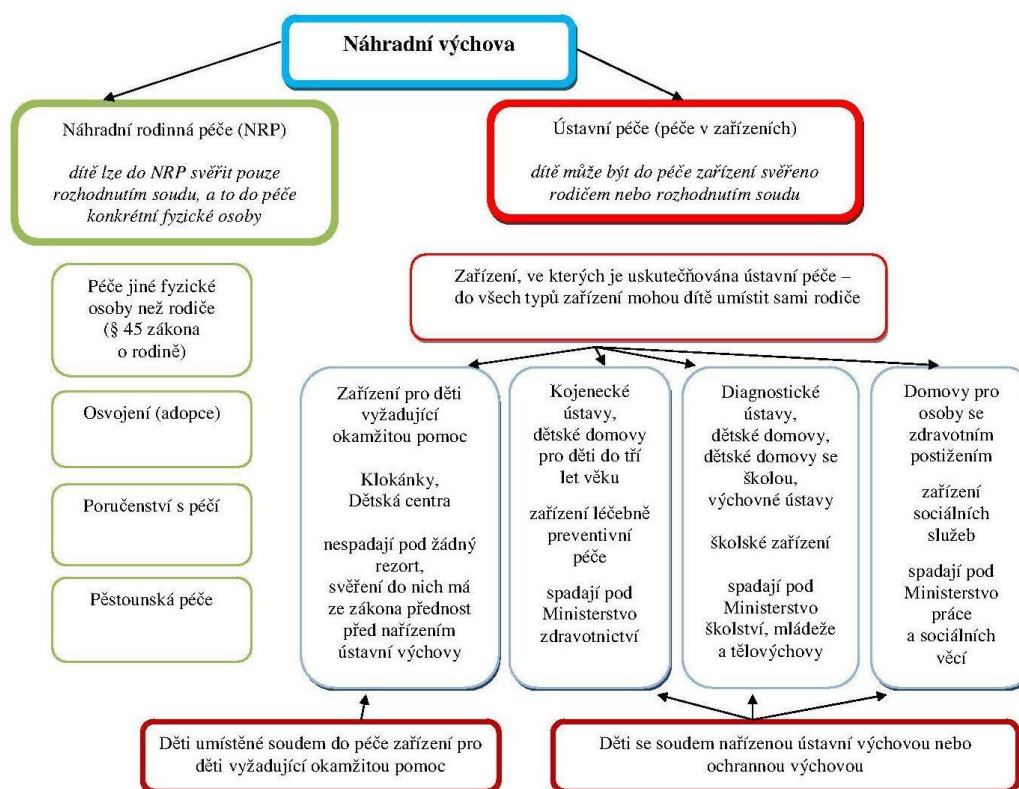 Náhradní výchova
Náhradní rodinná péče (NRP)
dítě lze do NRP svěřit pouze
rozhodnutím soudu, a to do péče
konkrétní fyzické osoby
Ústavní péče (péče v zařízeních)
dítě může být do péče zařízení svěřeno
rodičem nebo rozhodnutím soudu
Péče jiné fyzické
osoby než rodiče
(§ 45 zákona
o rodině)
Osvojení (adopce)
Poručenství s péčí
Pěstounská péče
Zařízení, ve kterých je uskutečňována ústavní péče –
do všech typů zařízení mohou dítě umístit sami rodiče
Zařízení pro děti
vyžadující
okamžitou pomoc
Klokánky,
Dětská centra
nespadají pod žádný
rezort,
svěření do nich má
ze zákona přednost
před nařízením
ústavní výchovy
Kojenecké
ústavy,
dětské domovy
pro děti do tří
let věku
zařízení léčebně
preventivní
péče
spadají pod
Ministerstvo
zdravotnictví
Diagnostické
ústavy,
dětské domovy,
dětské domovy se
školou,
výchovné ústavy
školské zařízení
spadají pod
Ministerstvo
školství, mládeže
a tělovýchovy
Domovy pro
osoby se
zdravotním
postižením
zařízení
sociálních
služeb
spadají pod
Ministerstvo
práce
a sociálních
věcí
Děti umístěné soudem do péče zařízení pro
děti vyžadující okamžitou pomoc
Děti se soudem nařízenou ústavní výchovou nebo
ochrannou výchovou